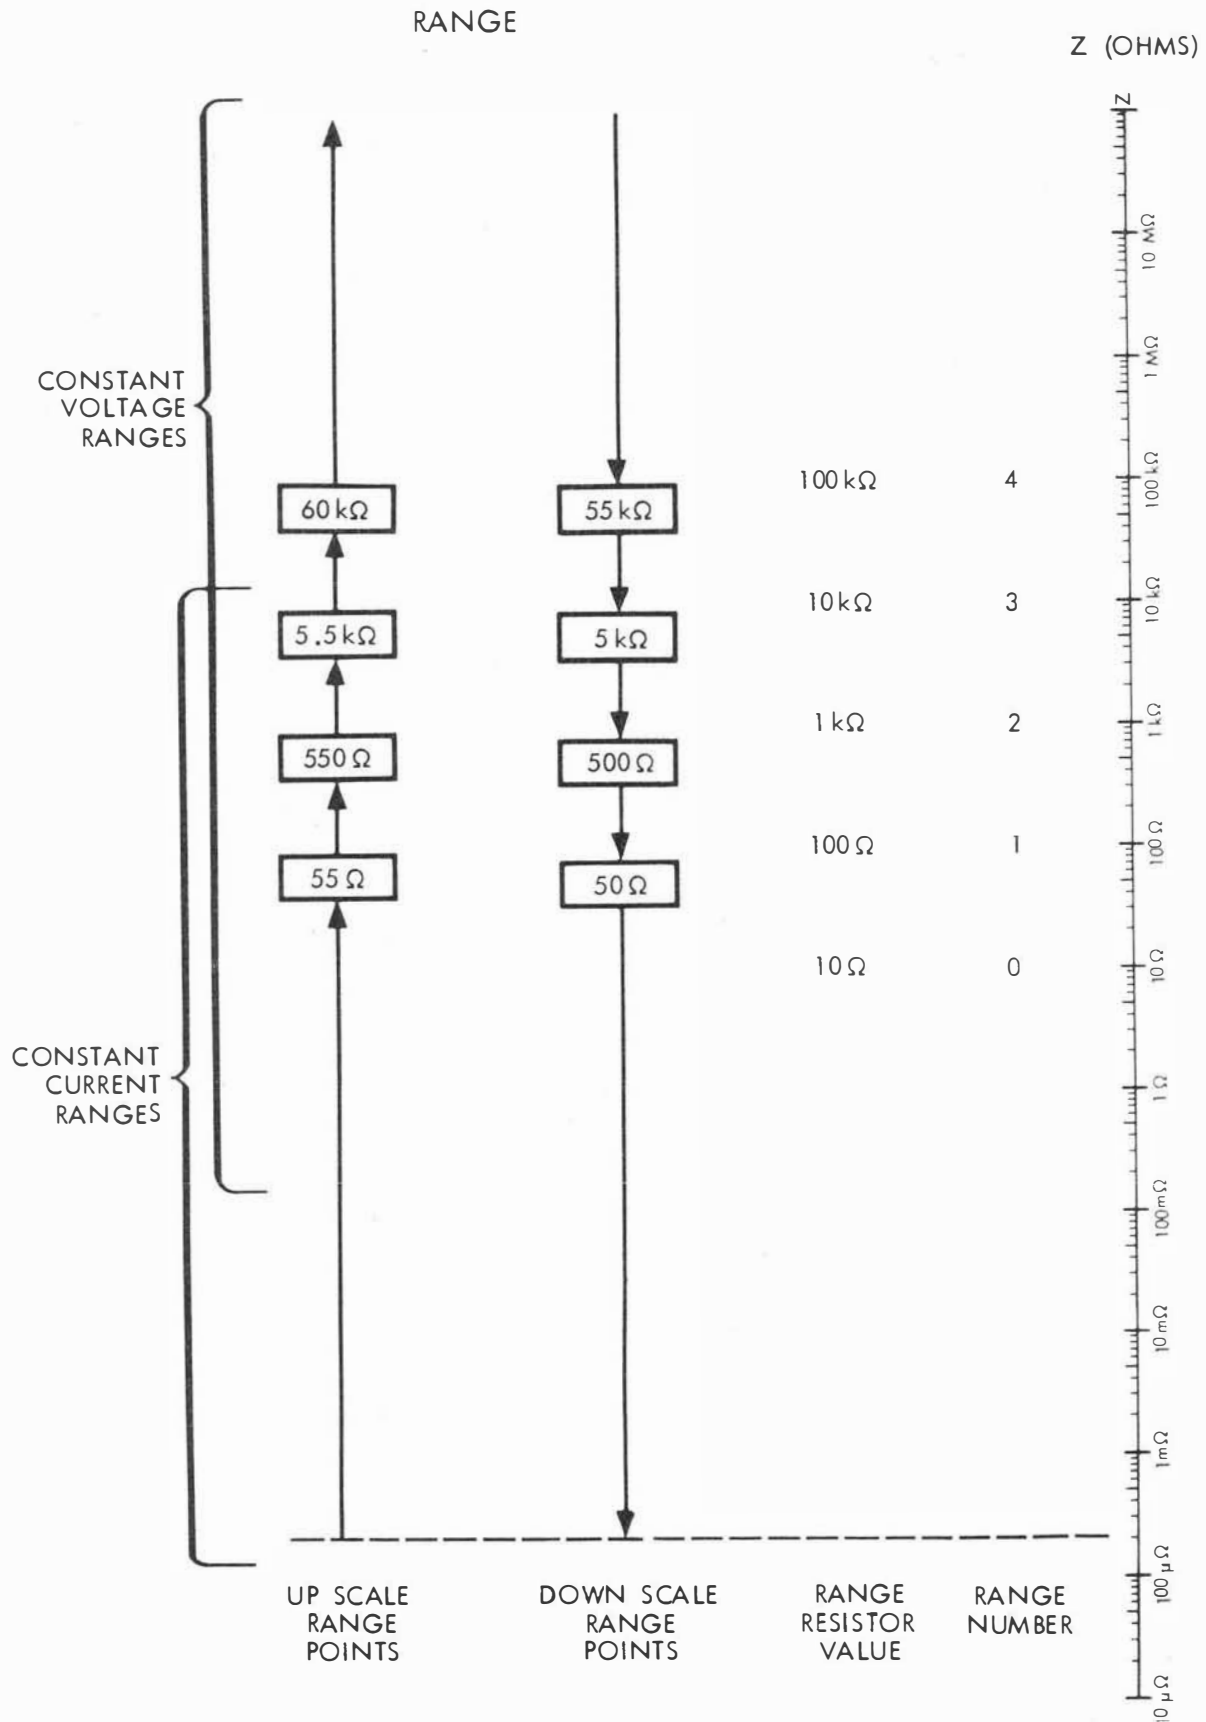 RANGE
Z (OHMS)
Z
10 MΩ
1 MΩ
100 kΩ
10 kΩ
1 kΩ
100 Ω
10 Ω
1 Ω
100 mΩ
10 mΩ
1 mΩ
100 µΩ
10 µΩ
CONSTANT
VOLTAGE
RANGES
CONSTANT
CURRENT
RANGES
60 kΩ
5.5 kΩ
550 Ω
55 Ω
UP SCALE
RANGE
POINTS
55 kΩ
5 kΩ
500 Ω
50 Ω
DOWN SCALE
RANGE
POINTS
100 kΩ
10 kΩ
1 kΩ
100 Ω
10 Ω
RANGE
RESISTOR
VALUE
4
3
2
1
0
RANGE
NUMBER